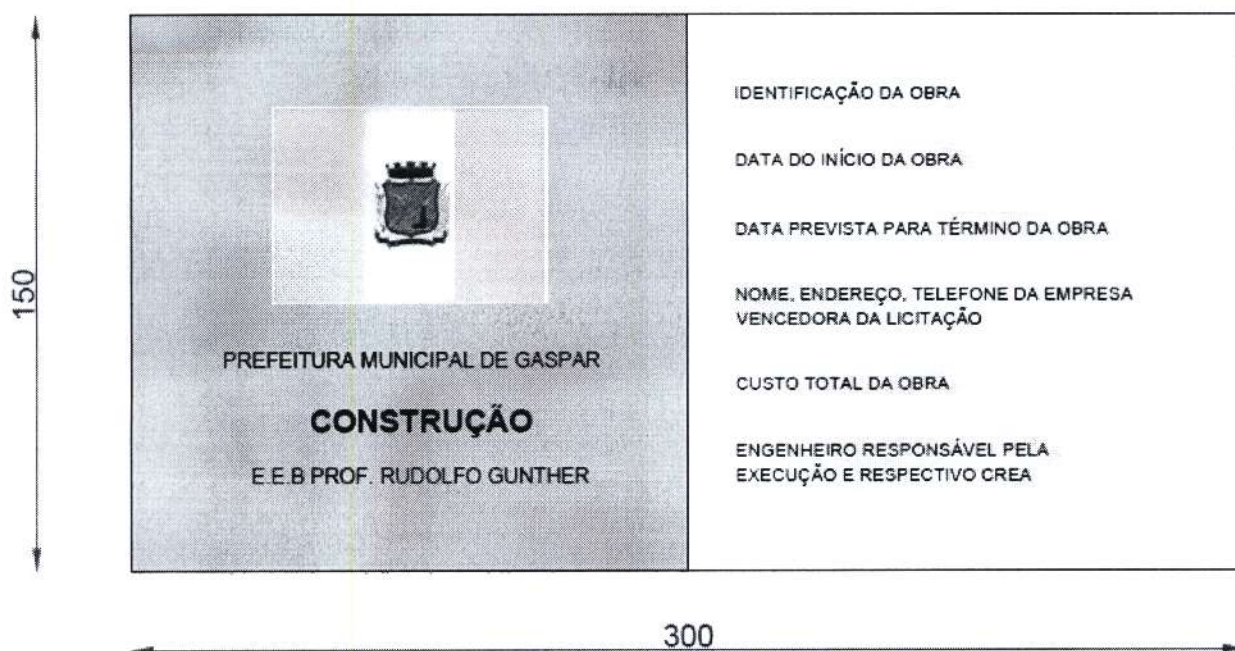 150
PREFEITURA MUNICIPAL DE GASPAR
CONSTRUÇÃO
E.E.B PROF. RUDOLFO GUNTHER
IDENTIFICAÇÃO DA OBRA
DATA DO INÍCIO DA OBRA
DATA PREVISTA PARA TÉRMINO DA OBRA
NOME, ENDEREÇO, TELEFONE DA EMPRESA
VENCEDORA DA LICITAÇÃO
CUSTO TOTAL DA OBRA
ENGENHEIRO RESPONSÁVEL PELA
EXECUÇÃO E RESPECTIVO CREA
300